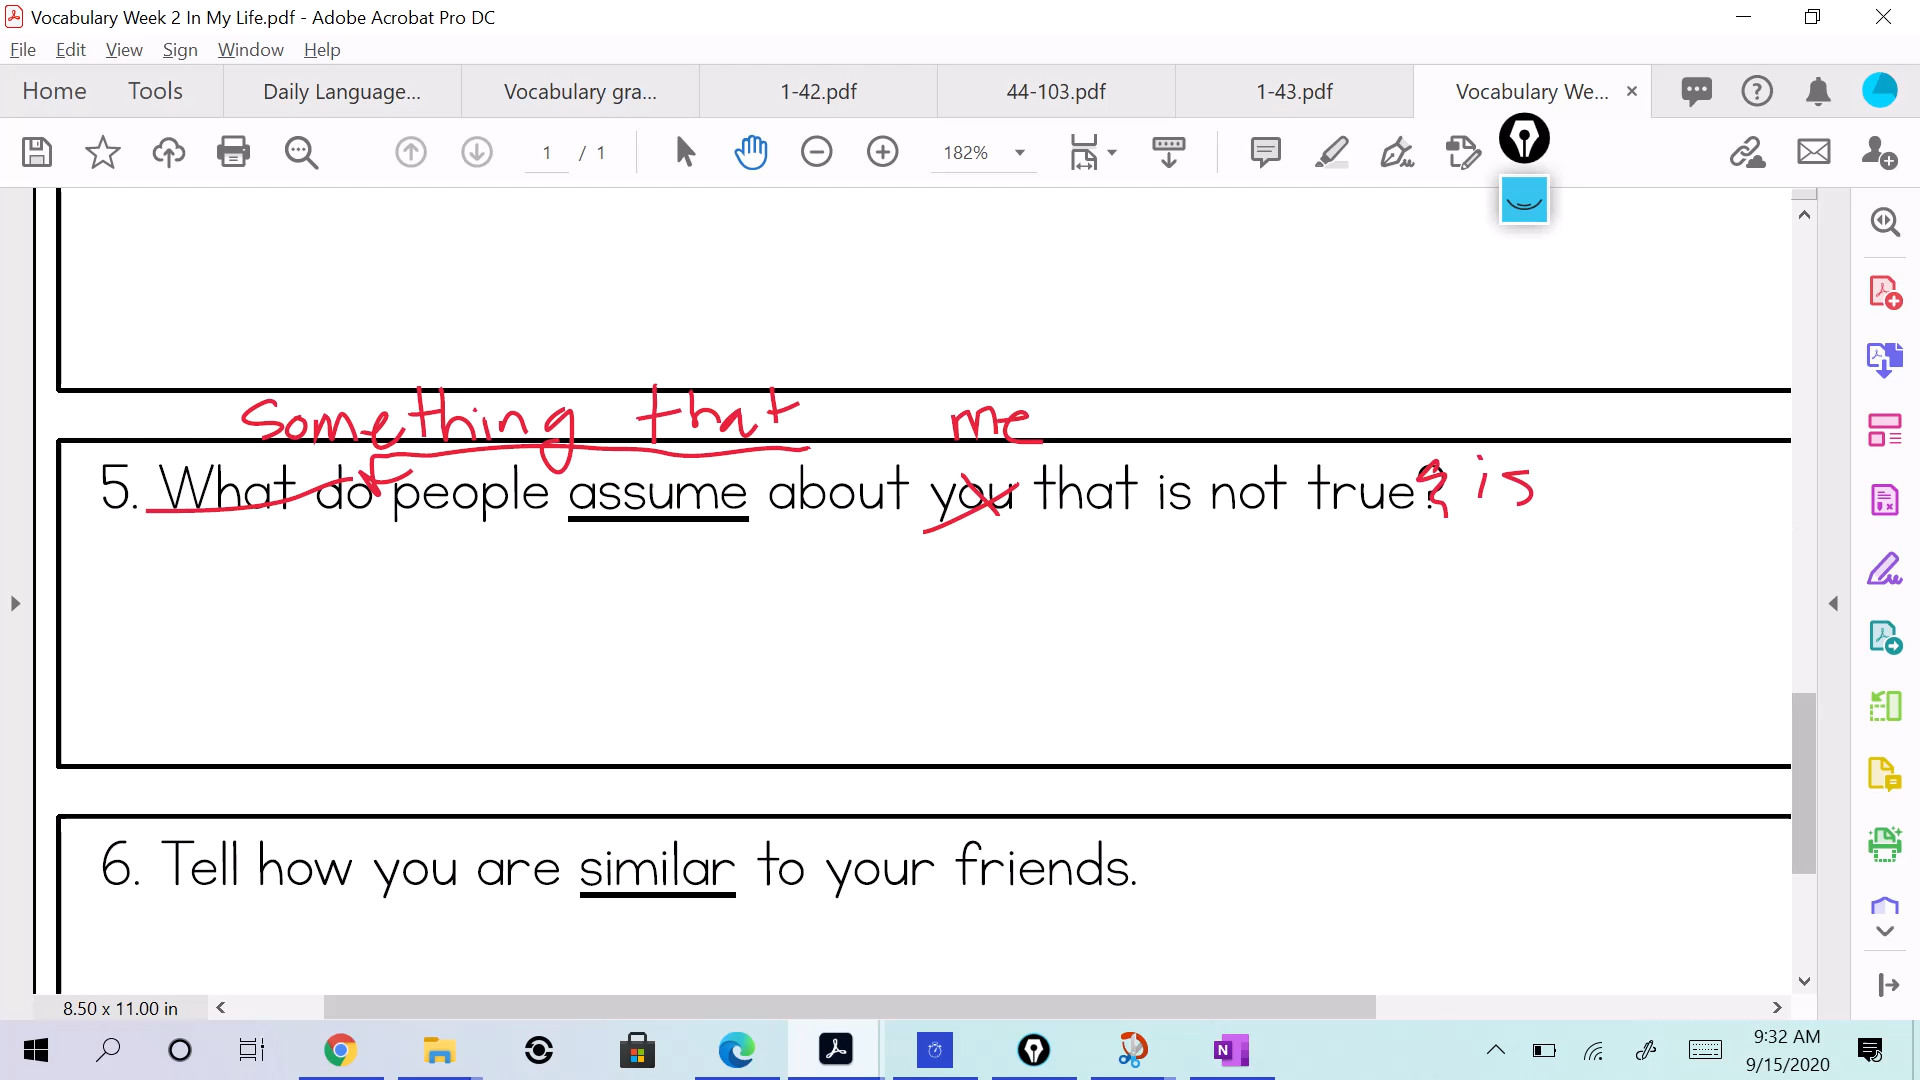 Vocabulary Week 2 In My Life.pdf - Adobe Acrobat Pro DC
File Edit View Sign Window Help
Home Tools Daily Language... Vocabulary gra... 1-42.pdf 44-103.pdf 1-43.pdf Vocabulary We... ×
1 / 1 182%
Something that me
5. What do people assume about you that is not true? is
6. Tell how you are similar to your friends.
8.50 x 11.00 in
N
9:32 AM
9/15/2020